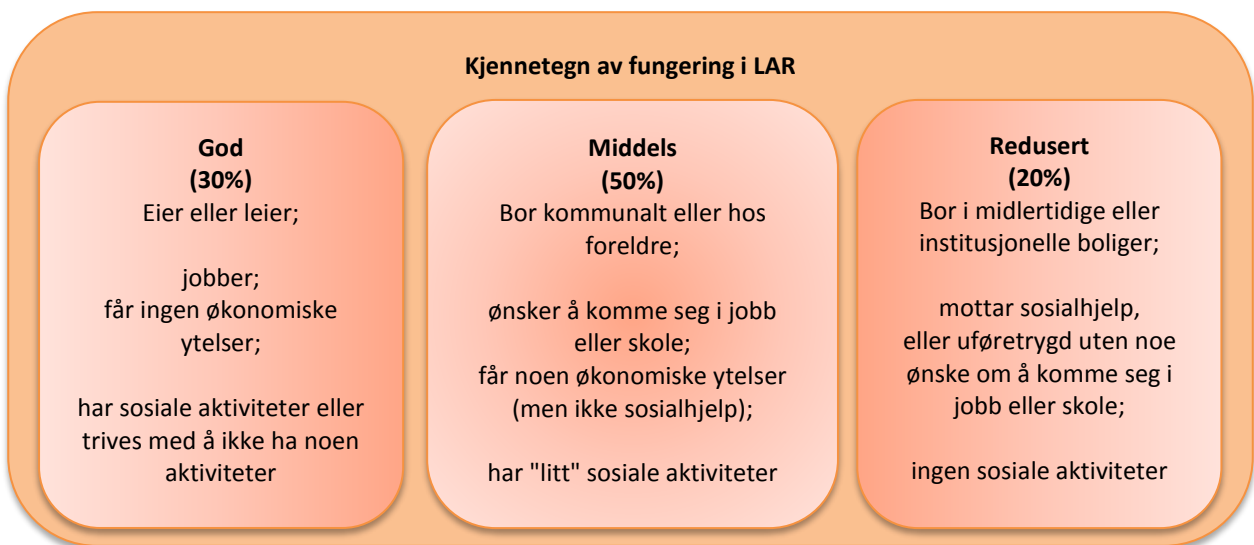 Kjennetegn av fungering i LAR
God
(30%)
Eier eller leier;
jobber;
får ingen økonomiske
ytelser;
har sosiale aktiviteter eller
trives med å ikke ha noen
aktiviteter
Middels
(50%)
Bor kommunalt eller hos
foreldre;
ønsker å komme seg i jobb
eller skole;
får noen økonomiske ytelser
(men ikke sosialhjelp);
har "litt" sosiale aktiviteter
Redusert
(20%)
Bor i midlertidige eller
institusjonelle boliger;
mottar sosialhjelp,
eller uføretrygd uten noe
ønske om å komme seg i
jobb eller skole;
ingen sosiale aktiviteter